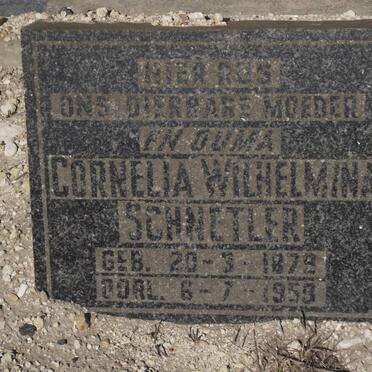 HIER RUS
ONS DIERBARE MOEDER
EN OUMA
CORNELIA WILHELMINA
SCHNETLER
GEB. 20-3-1879
OORL. 6-7-1959